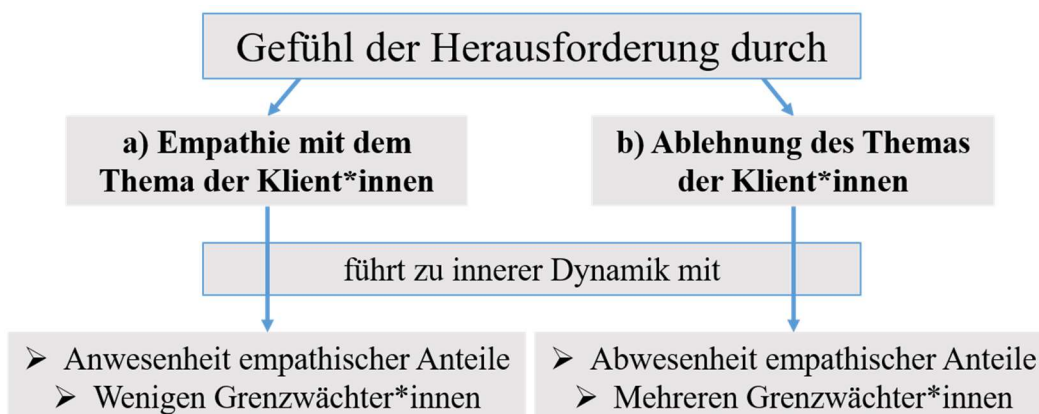 Gefühl der Herausforderung durch
a) Empathie mit dem
Thema der Klient*innen
b) Ablehnung des Themas
der Klient*innen
führt zu innerer Dynamik mit
➢ Anwesenheit empathischer Anteile
➢ Wenigen Grenzwächter*innen
➢ Abwesenheit empathischer Anteile
➢ Mehreren Grenzwächter*innen